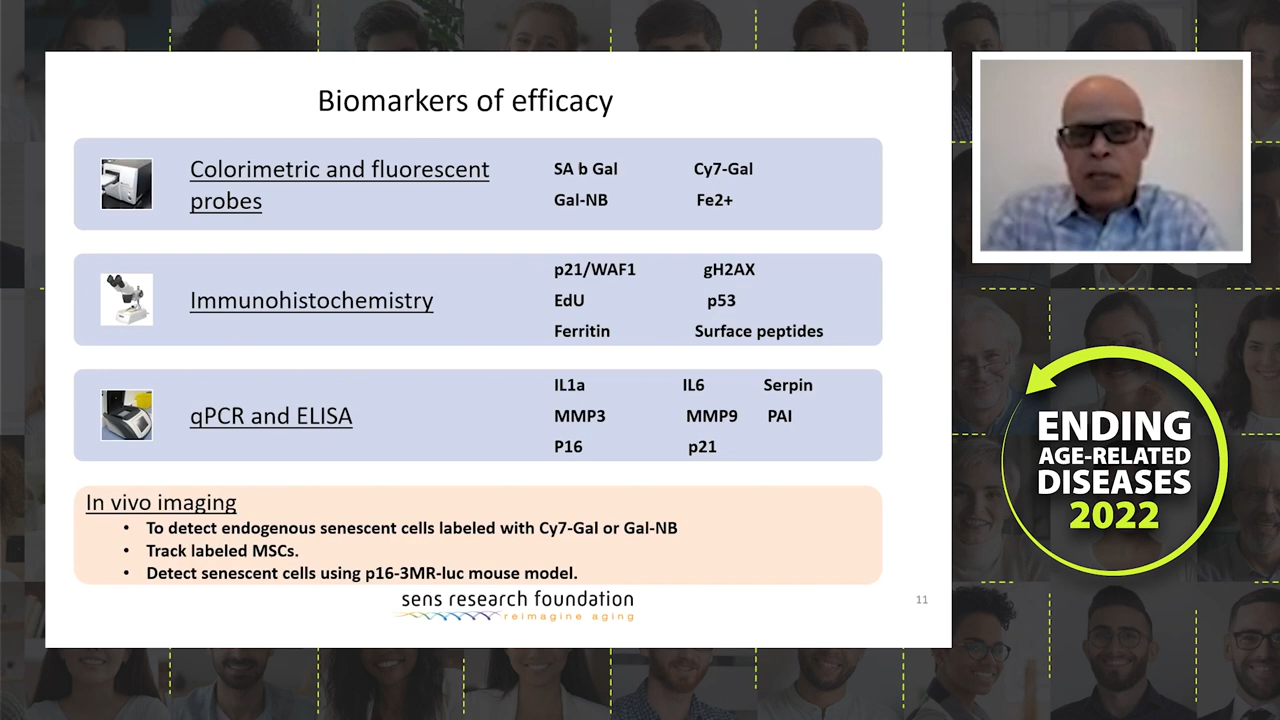 Biomarkers of efficacy
Colorimetric and fluorescent
probes
SA b Gal Cy7-Gal
Gal-NB Fe2+
Immunohistochemistry
p21/WAF1 gH2AX
EdU p53
Ferritin Surface peptides
qPCR and ELISA
IL1a IL6 Serpin
MMP3 MMP9 PAI
P16 p21
In vivo imaging
• To detect endogenous senescent cells labeled with Cy7-Gal or Gal-NB
• Track labeled MSCs.
• Detect senescent cells using p16-3MR-luc mouse model.
sens research foundation
reimagine aging
11
ENDING
AGE-RELATED
DISEASES
2022